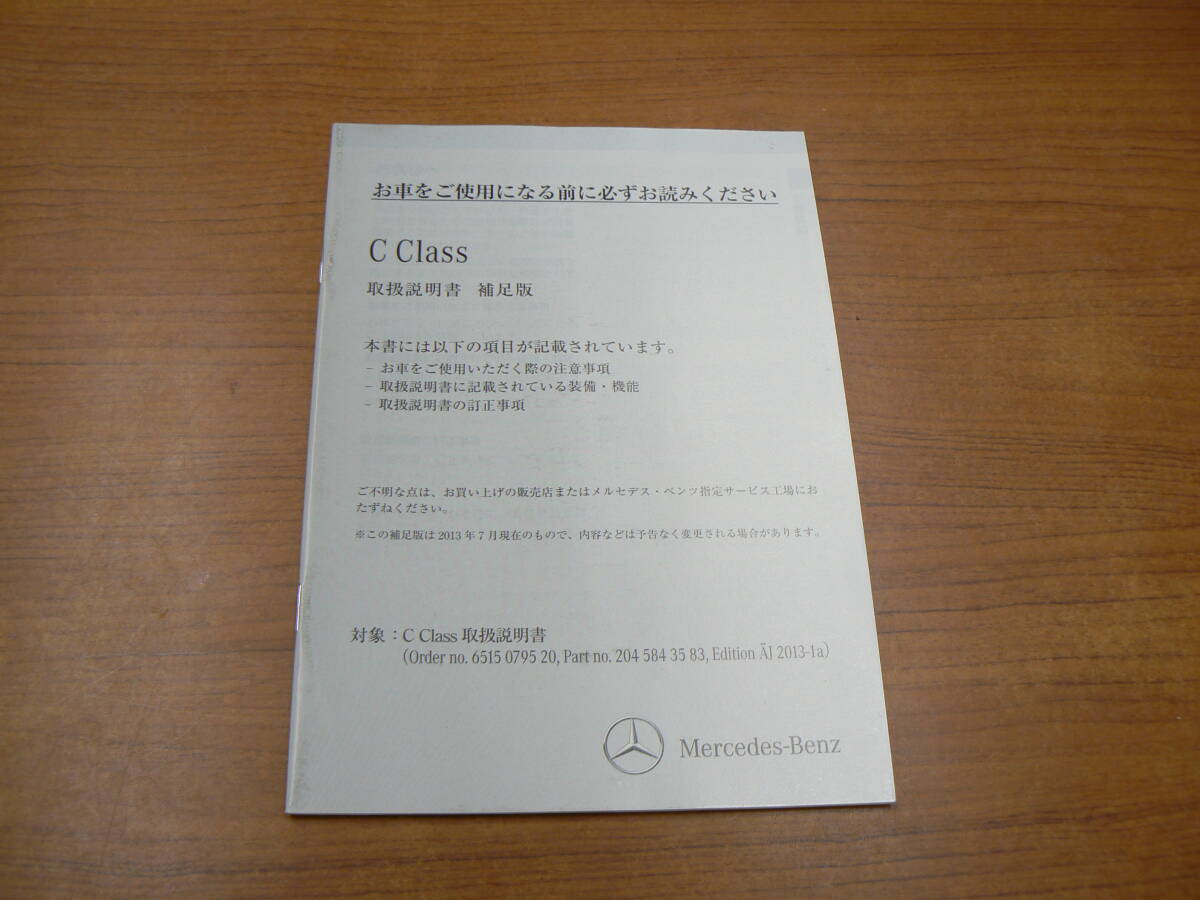 お車をご使用になる前に必ずお読みください
C Class
取扱説明書 補足版
本書には以下の項目が記載されています。
- お車をご使用いただく際の注意事項
- 取扱説明書に記載されている装備・機能
- 取扱説明書の訂正事項
ご不明な点は、お買い上げの販売店またはメルセデス・ベンツ指定サービス工場にお
たずねください。
※この補足版は 2013 年 7 月現在のもので、内容などは予告なく変更される場合があります。
対象：C Class 取扱説明書
（Order no. 6515 0795 20, Part no. 204 584 35 83, Edition ÄJ 2013-1a）
Mercedes-Benz